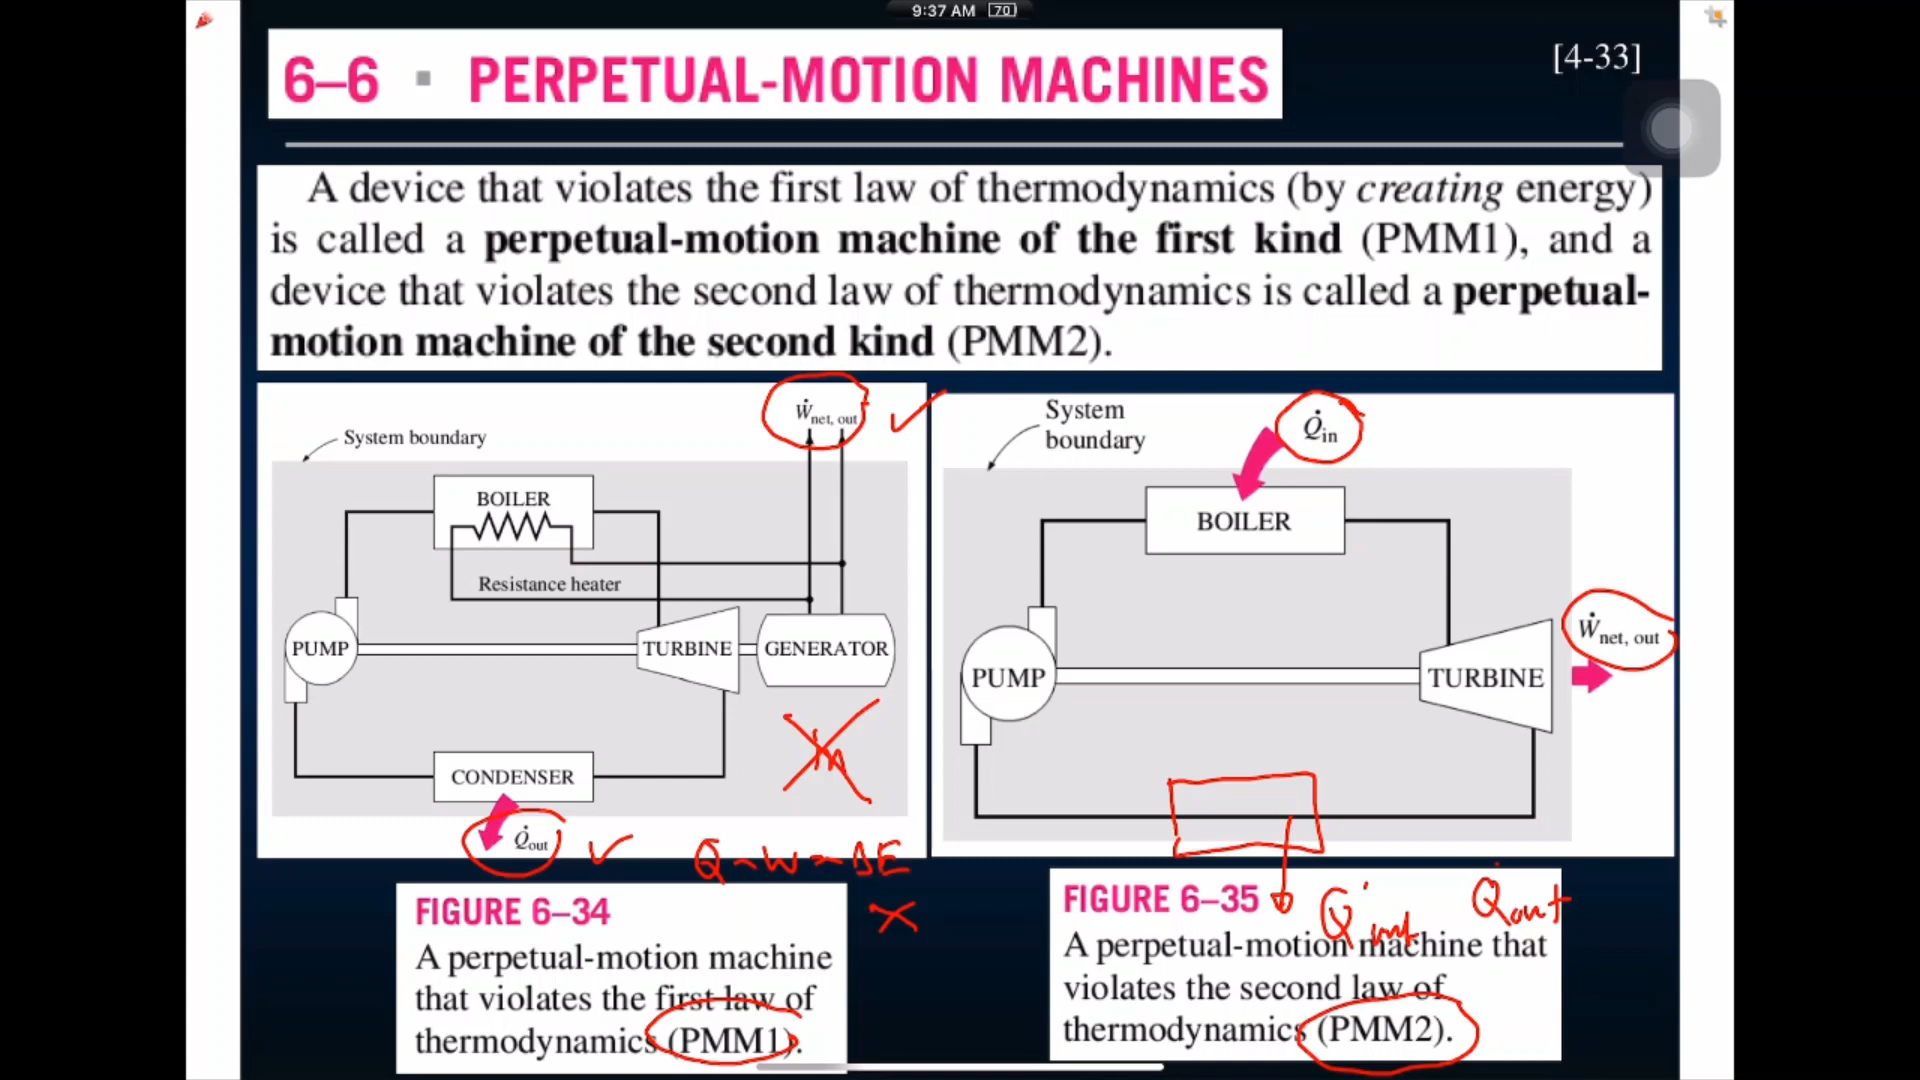 9:37 AM 70
6–6 ▪ PERPETUAL-MOTION MACHINES
[4-33]
A device that violates the first law of thermodynamics (by creating energy)
is called a perpetual-motion machine of the first kind (PMM1), and a
device that violates the second law of thermodynamics is called a perpetual-
motion machine of the second kind (PMM2).
Ẇnet, out
System boundary
BOILER
Resistance heater
PUMP
TURBINE
GENERATOR
in
CONDENSER
Q̇out
Q - W = ΔE
FIGURE 6–34
A perpetual-motion machine
that violates the first law of
thermodynamics (PMM1).
System
boundary
Q̇in
BOILER
Ẇnet, out
PUMP
TURBINE
Qout
FIGURE 6–35
A perpetual-motion machine that
violates the second law of
thermodynamics (PMM2).